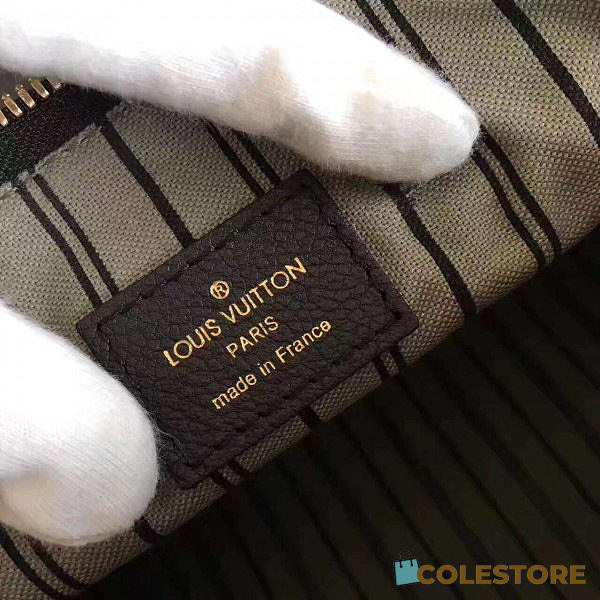 ®
LOUIS VUITTON
PARIS
made in France
COLESTORE